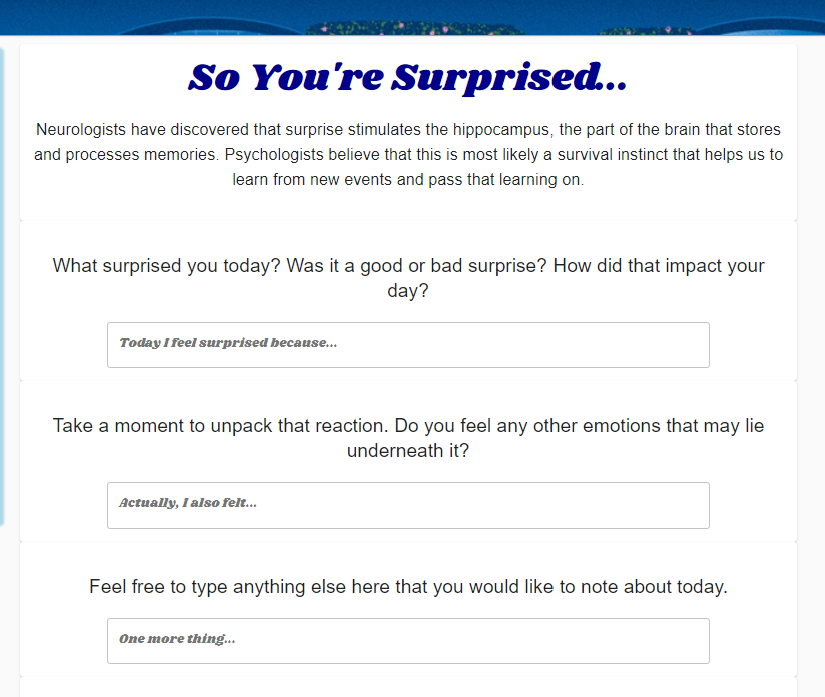 So You're Surprised...
Neurologists have discovered that surprise stimulates the hippocampus, the part of the brain that stores
and processes memories. Psychologists believe that this is most likely a survival instinct that helps us to
learn from new events and pass that learning on.
What surprised you today? Was it a good or bad surprise? How did that impact your
day?
Today I feel surprised because...
Take a moment to unpack that reaction. Do you feel any other emotions that may lie
underneath it?
Actually, I also felt...
Feel free to type anything else here that you would like to note about today.
One more thing...